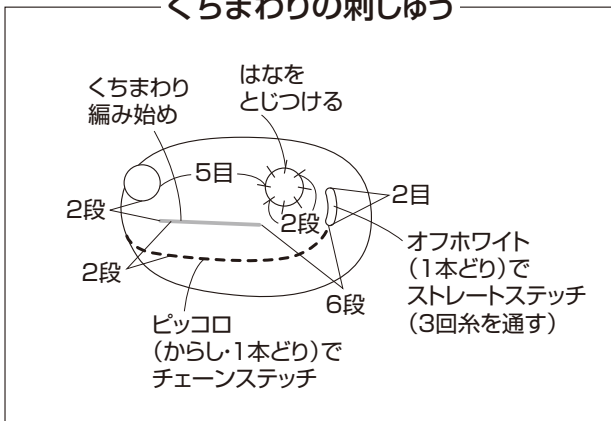 くちまわりの刺しゅう
くちまわり
編み始め
はなを
とじつける
5目
2段
2段
2目
2段
6段
オフホワイト
（1本どり）で
ストレートステッチ
（3回糸を通す）
ピッコロ
（からし・1本どり）で
チェーンステッチ